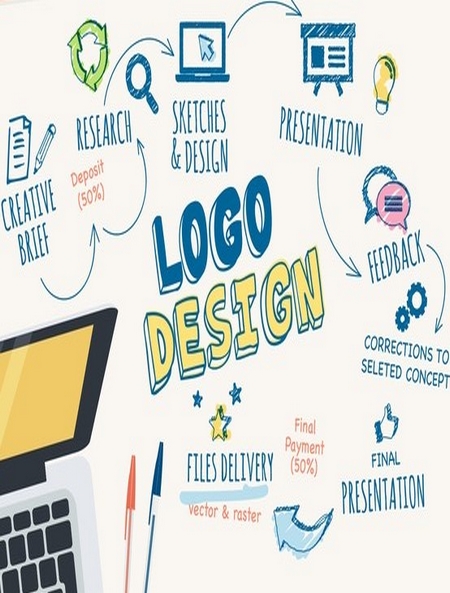 CREATIVE
BRIEF
Deposit
(50%)
RESEARCH
SKETCHES
& DESIGN
PRESENTATION
FEEDBACK
CORRECTIONS TO
SELETED CONCEPT
FINAL
PRESENTATION
Final
Payment
(50%)
FILES DELIVERY
vector & raster
LOGO
DESIGN